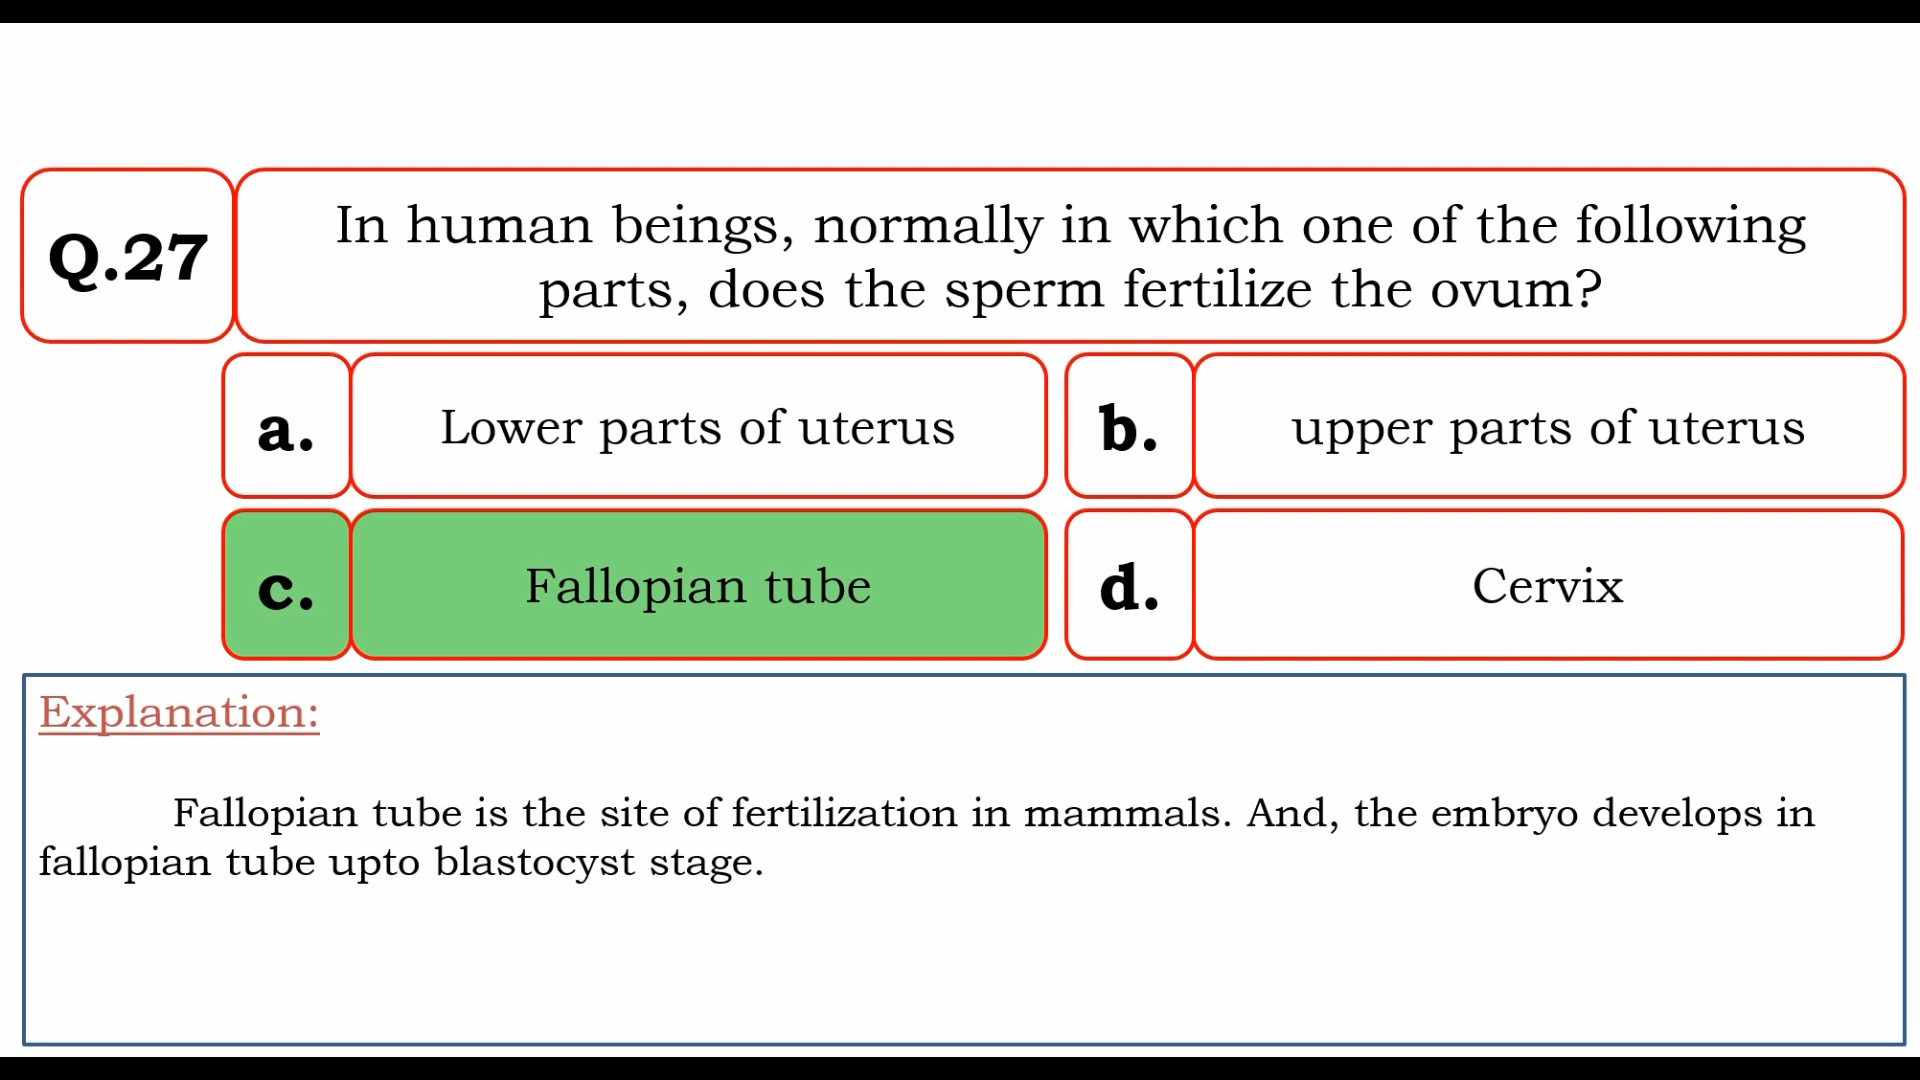 Q.27
In human beings, normally in which one of the following
parts, does the sperm fertilize the ovum?
a.
Lower parts of uterus
b.
upper parts of uterus
c.
Fallopian tube
d.
Cervix
Explanation:
Fallopian tube is the site of fertilization in mammals. And, the embryo develops in
fallopian tube upto blastocyst stage.